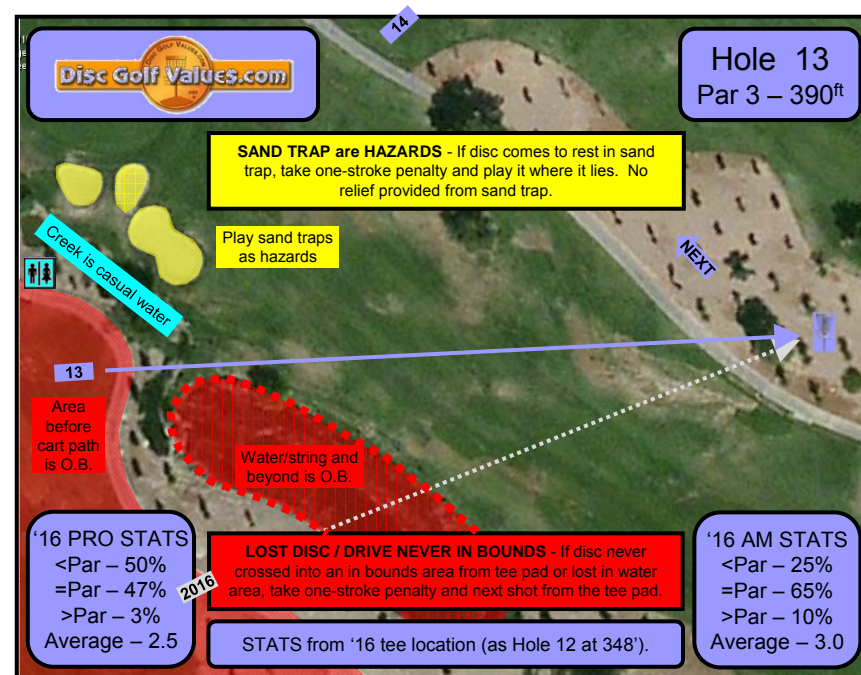 14
DISC GOLF VALUES
Disc Golf Values.com
Hole 13
Par 3 – 390ft
SAND TRAP are HAZARDS - If disc comes to rest in sand
trap, take one-stroke penalty and play it where it lies. No
relief provided from sand trap.
Play sand traps
as hazards
Creek is casual water
NEXT
13
Area
before
cart path
is O.B.
Water/string and
beyond is O.B.
‘16 PRO STATS
<Par – 50%
=Par – 47%
>Par – 3%
Average – 2.5
2016
LOST DISC / DRIVE NEVER IN BOUNDS - If disc never
crossed into an in bounds area from tee pad or lost in water
area, take one-stroke penalty and next shot from the tee pad.
STATS from ‘16 tee location (as Hole 12 at 348’).
‘16 AM STATS
<Par – 25%
=Par – 65%
>Par – 10%
Average – 3.0